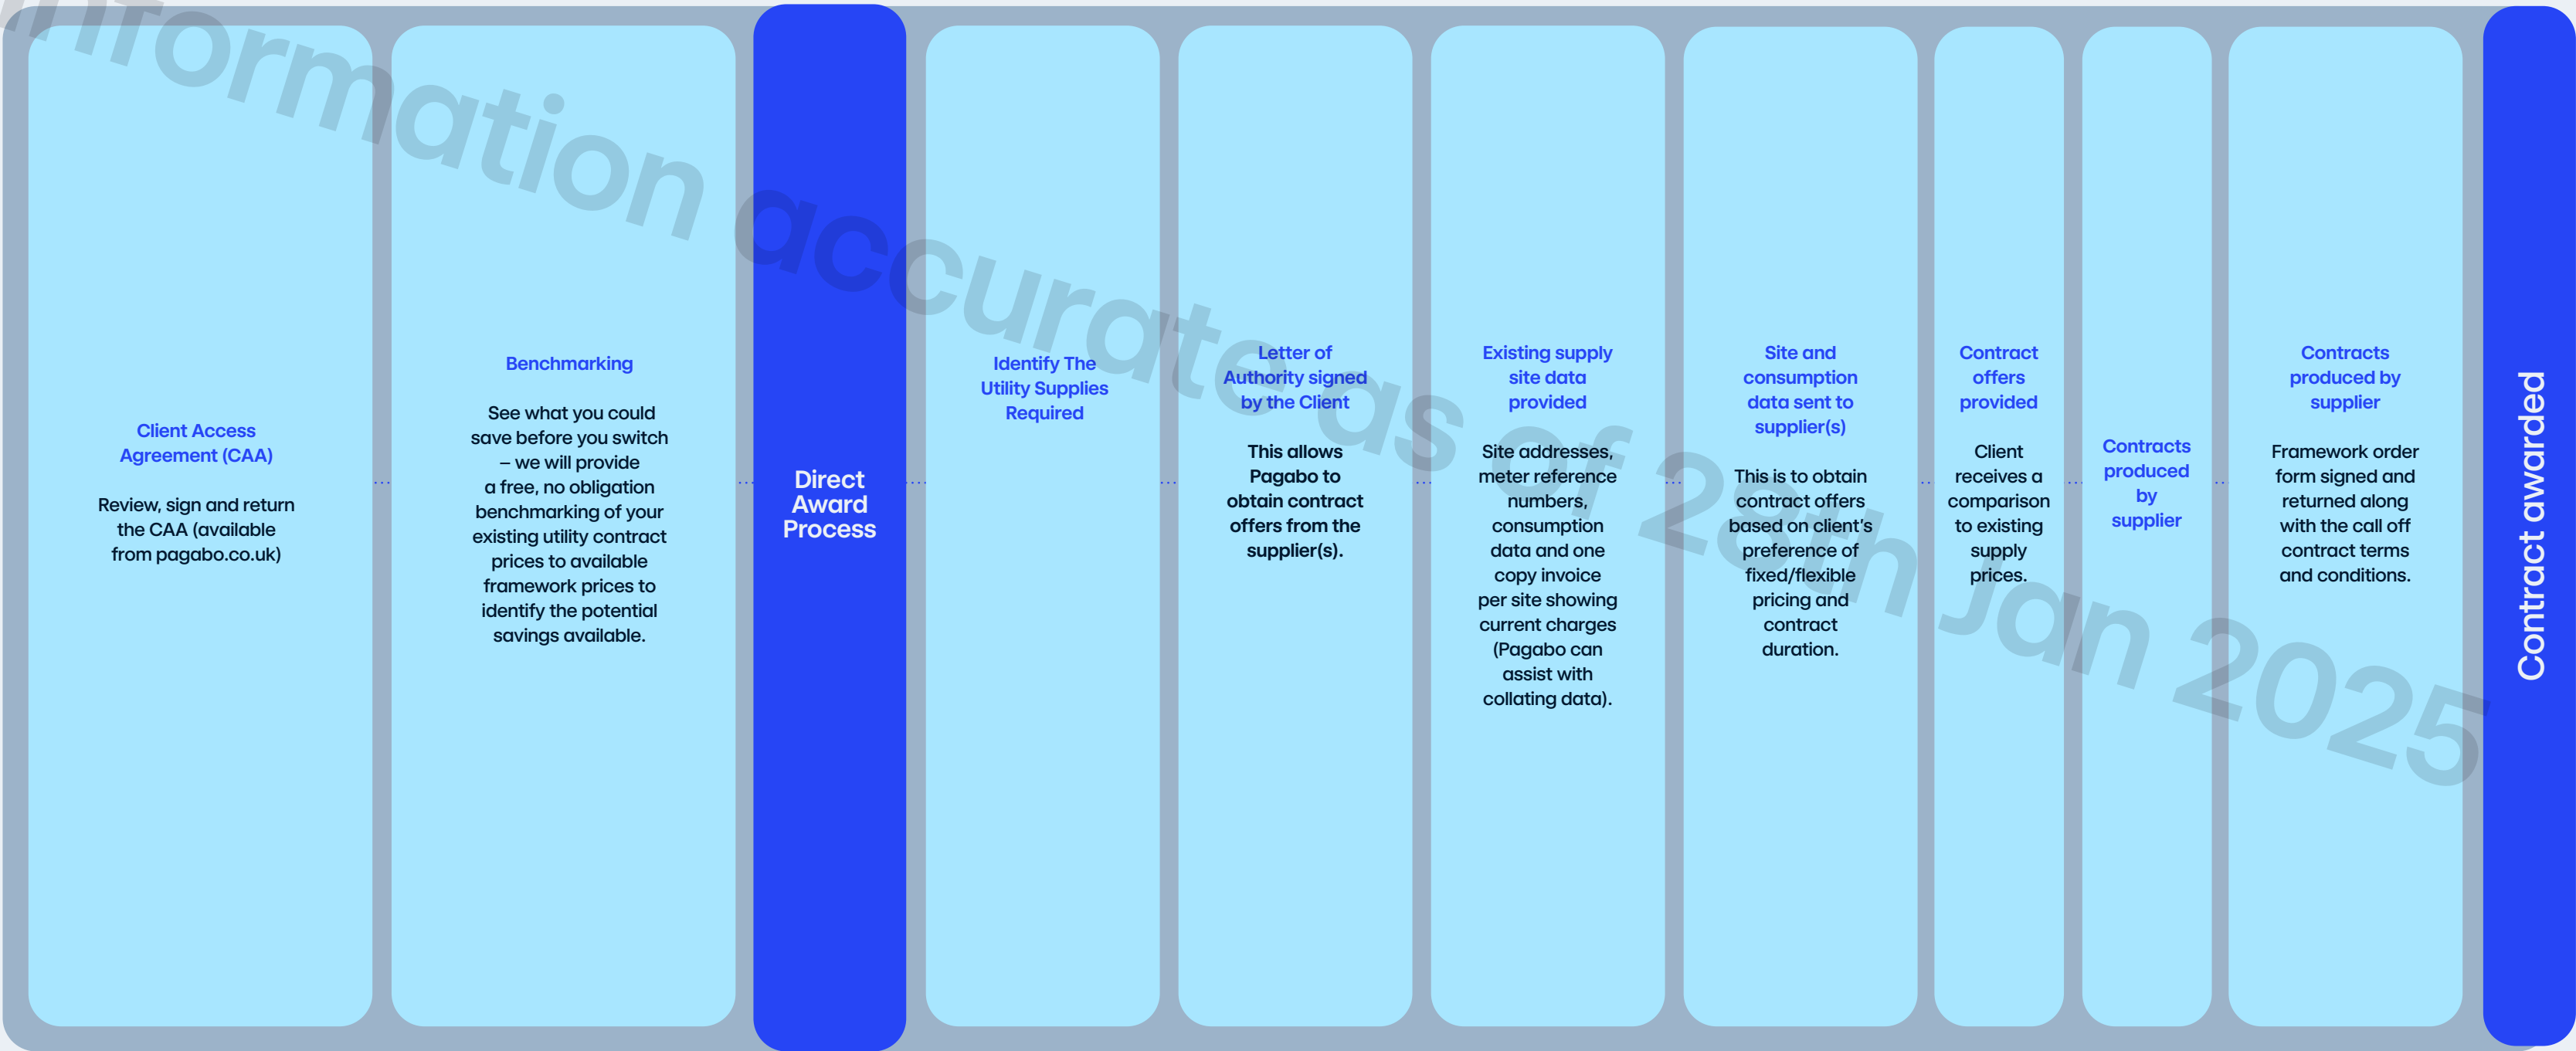 Information accurate as of 28th Jan 2025
Client Access
Agreement (CAA)
Review, sign and return
the CAA (available
from pagabo.co.uk)
Benchmarking
See what you could
save before you switch
– we will provide
a free, no obligation
benchmarking of your
existing utility contract
prices to available
framework prices to
identify the potential
savings available.
Direct
Award
Process
Identify The
Utility Supplies
Required
Letter of
Authority signed
by the Client
This allows
Pagabo to
obtain contract
offers from the
supplier(s).
Existing supply
site data
provided
Site addresses,
meter reference
numbers,
consumption
data and one
copy invoice
per site showing
current charges
(Pagabo can
assist with
collating data).
Site and
consumption
data sent to
supplier(s)
This is to obtain
contract offers
based on client’s
preference of
fixed/flexible
pricing and
contract
duration.
Contract
offers
provided
Client
receives a
comparison
to existing
supply
prices.
Contracts
produced
by
supplier
Contracts
produced by
supplier
Framework order
form signed and
returned along
with the call off
contract terms
and conditions.
Contract awarded